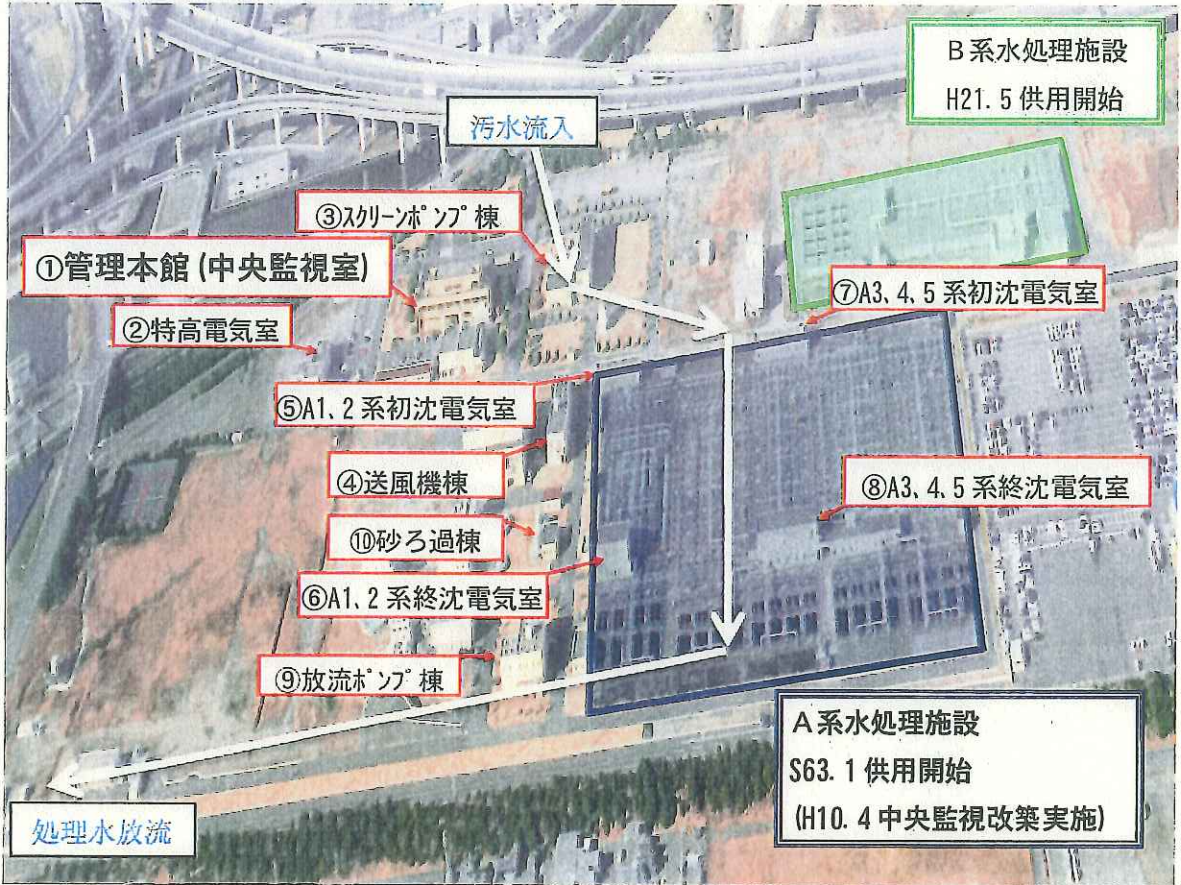 B系水処理施設
H21.5供用開始
汚水流入
③スクリーンポンプ棟
①管理本館(中央監視室)
②特高電気室
⑦A3、4、5系初沈電気室
⑤A1、2系初沈電気室
④送風機棟
⑧A3、4、5系終沈電気室
⑩砂ろ過棟
⑥A1、2系終沈電気室
⑨放流ポンプ棟
A系水処理施設
S63.1供用開始
(H10.4中央監視改築実施)
処理水放流